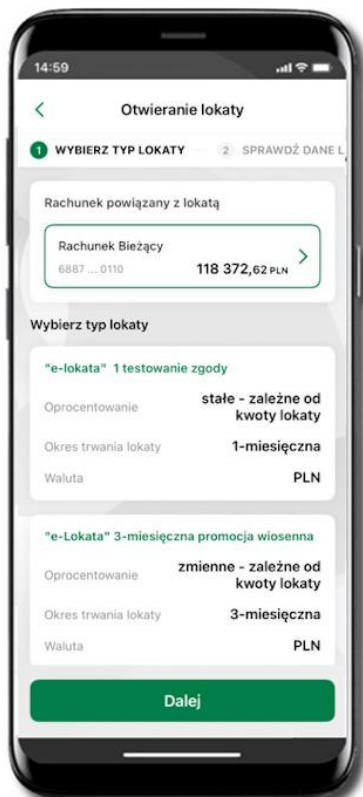 14:59
Otwieranie lokaty
1 WYBIERZ TYP LOKATY 2 SPRAWDŹ DANE L
Rachunek powiązany z lokatą
Rachunek Bieżący
6887 ... 0110 118 372,62 PLN
Wybierz typ lokaty
"e-lokata" 1 testowanie zgody
Oprocentowanie stałe - zależne od
kwoty lokaty
Okres trwania lokaty 1-miesięczna
Waluta PLN
"e-Lokata" 3-miesięczna promocja wiosenna
Oprocentowanie zmienne - zależne od
kwoty lokaty
Okres trwania lokaty 3-miesięczna
Waluta PLN
Dalej